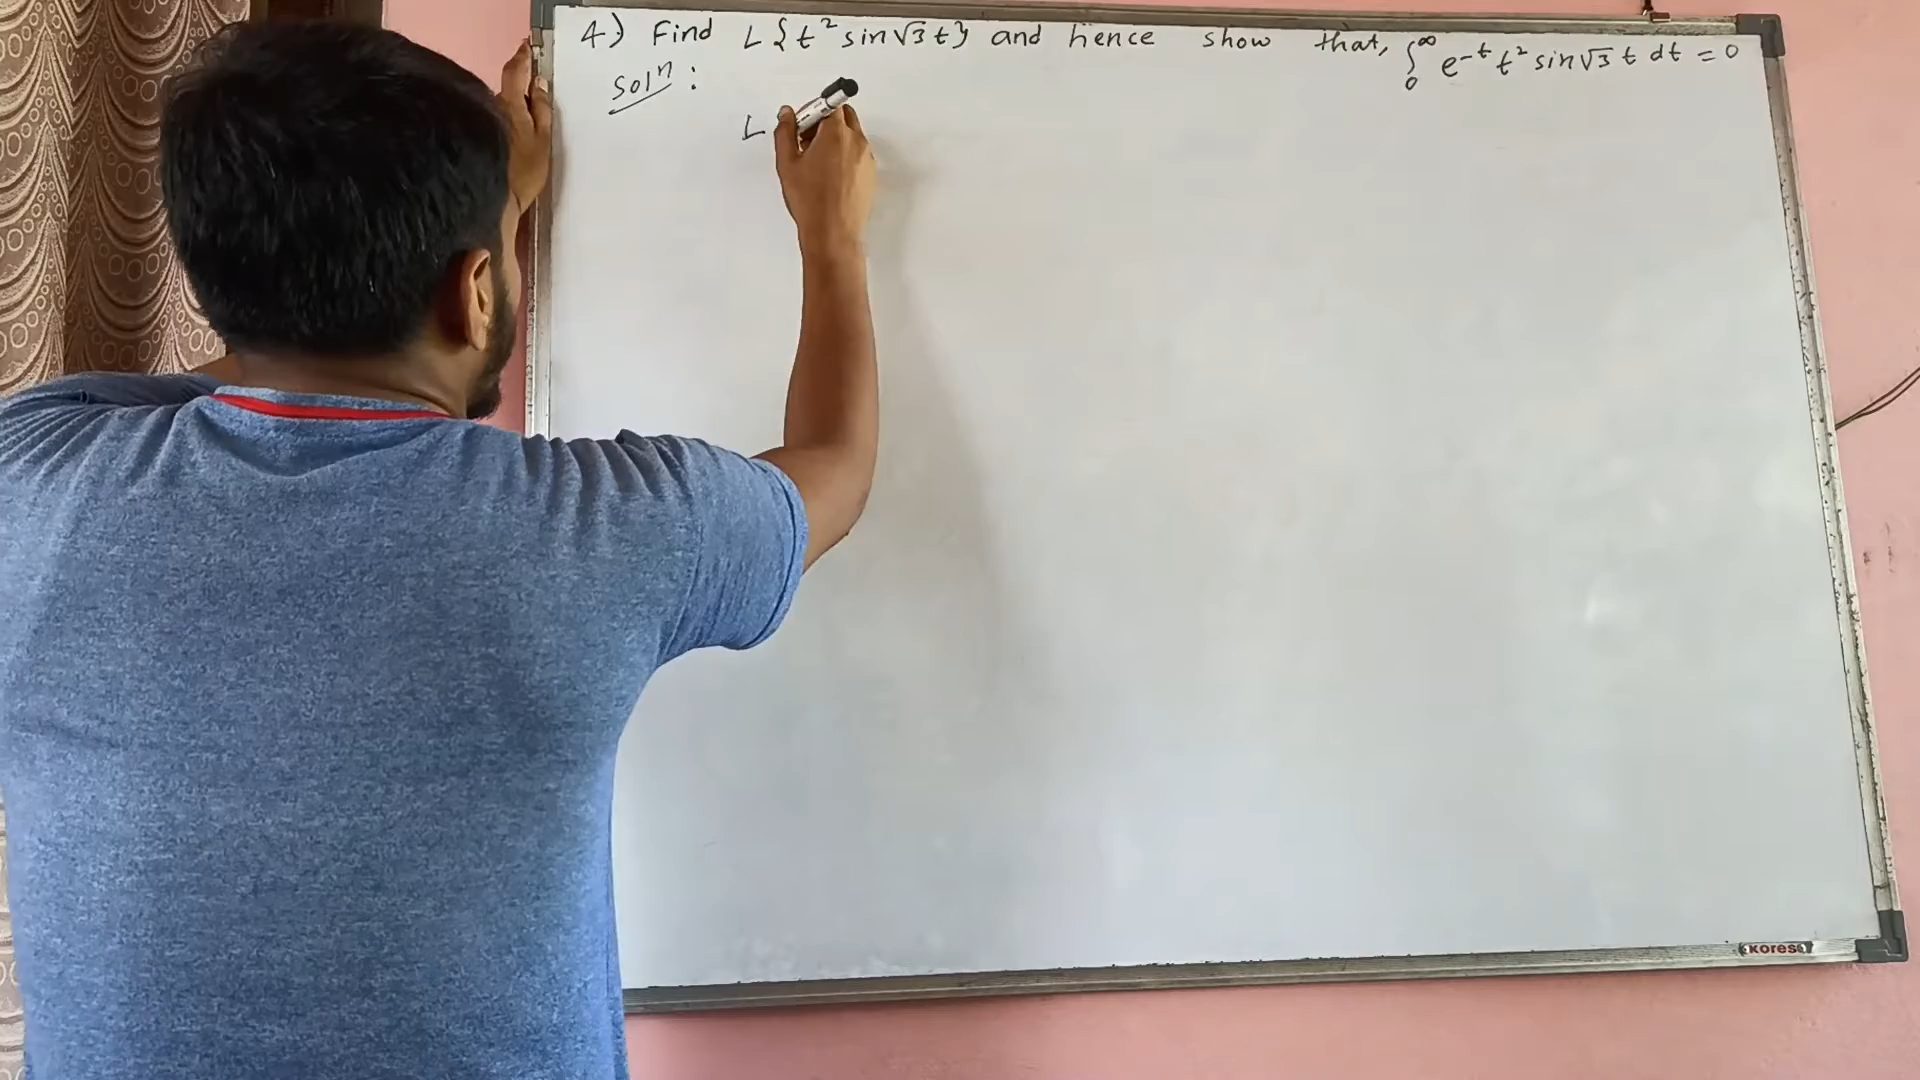 4) Find L{t² sin√3 t} and hence show that, ∫₀^∞ e^-t t² sin√3 t dt = 0
Solⁿ :
L
kores